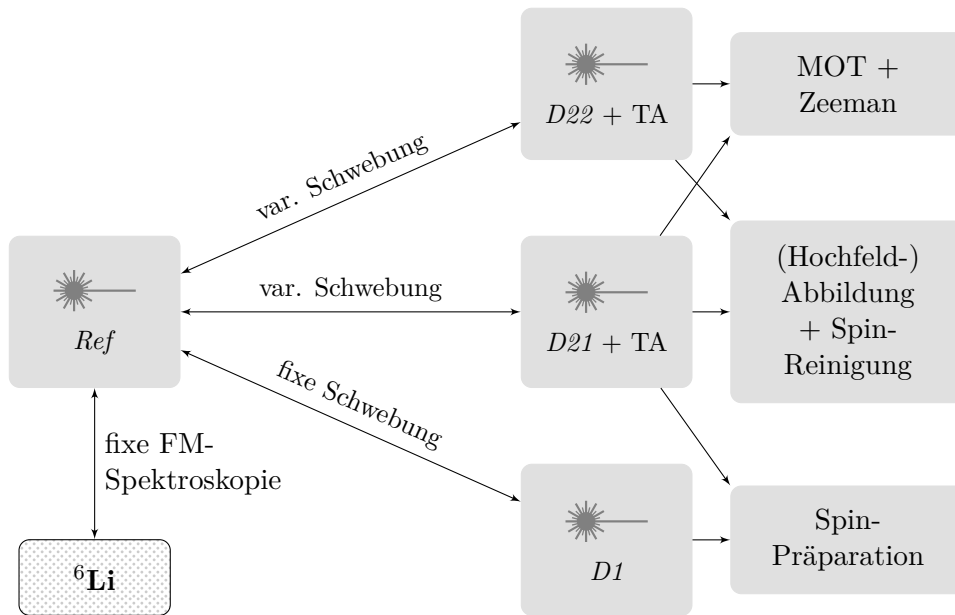 D22 + TA
MOT +
Zeeman
var. Schwebung
Ref
var. Schwebung
D21 + TA
(Hochfeld-)
Abbildung
+ Spin-
Reinigung
fixe Schwebung
fixe FM-
Spektroskopie
⁶Li
D1
Spin-
Präparation